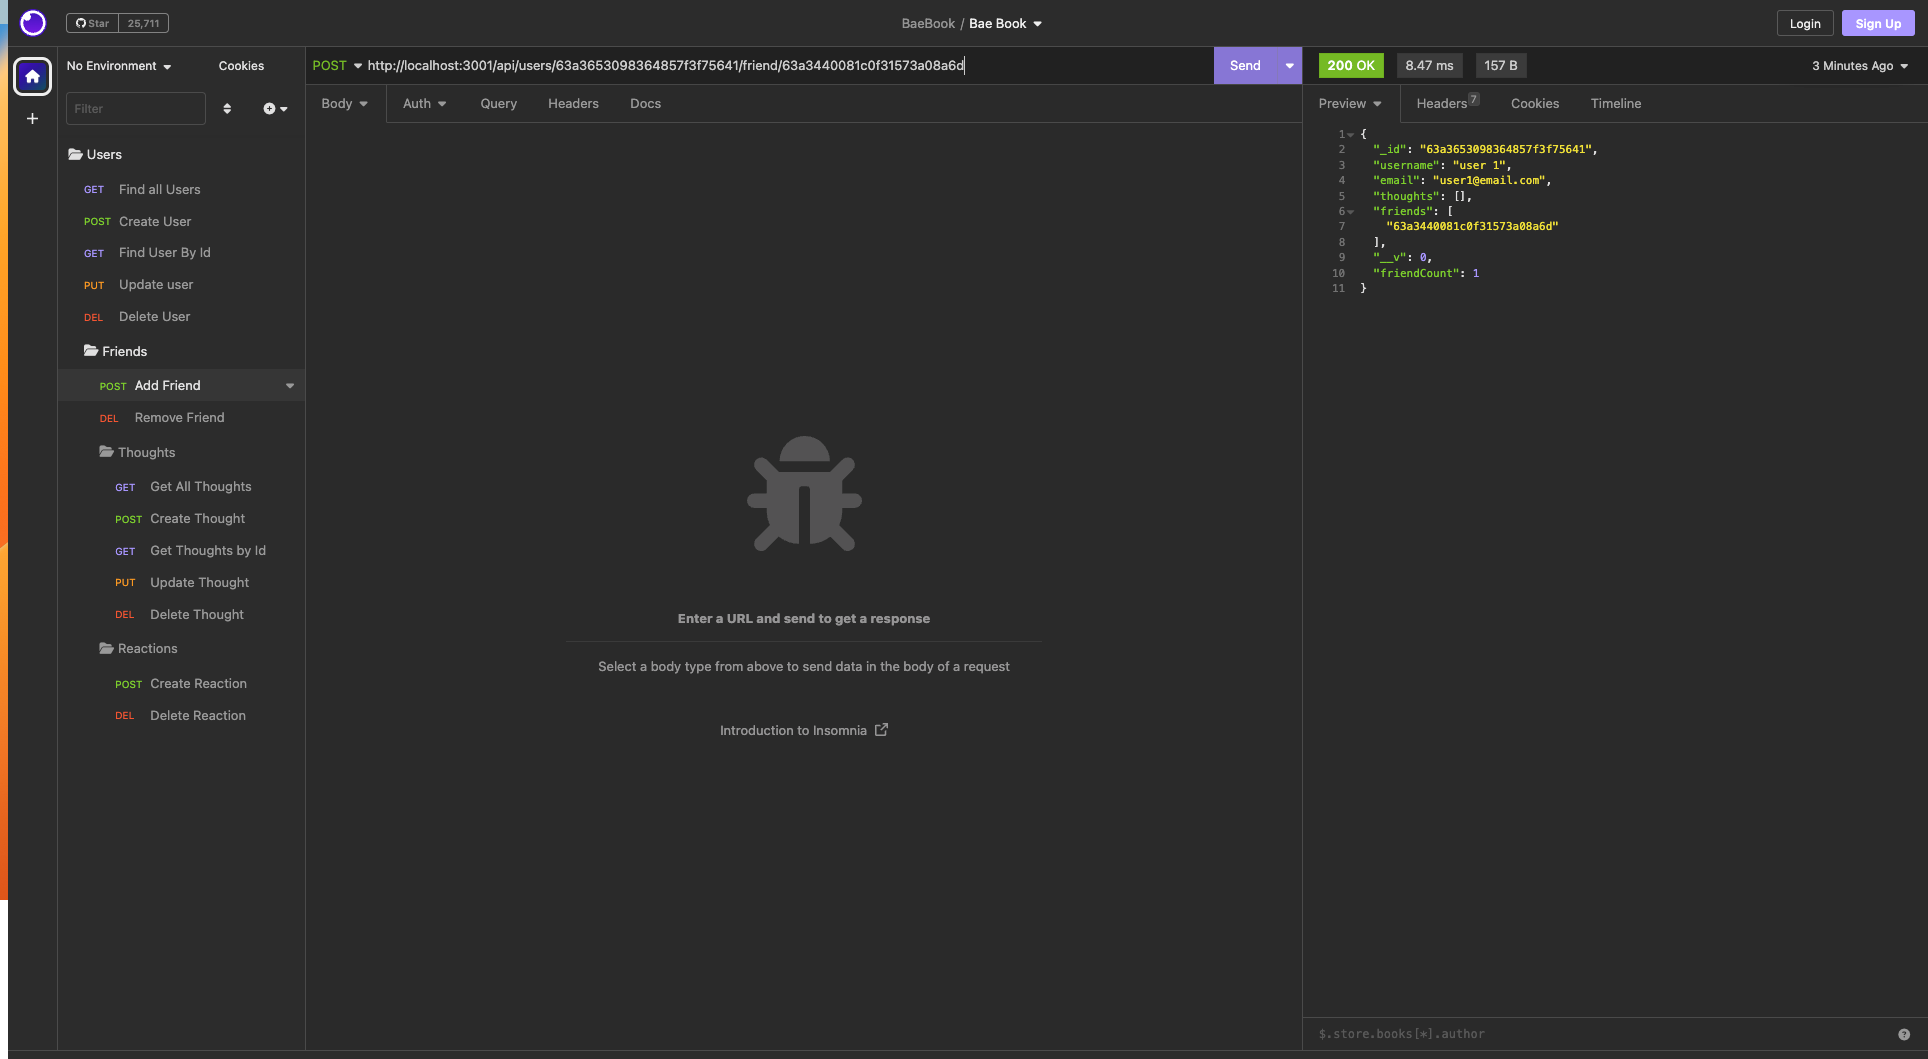 Star 25,711
BaeBook / Bae Book
Login
Sign Up
No Environment
Cookies
Filter
Users
GET Find all Users
POST Create User
GET Find User By Id
PUT Update user
DEL Delete User
Friends
POST Add Friend
DEL Remove Friend
Thoughts
GET Get All Thoughts
POST Create Thought
GET Get Thoughts by Id
PUT Update Thought
DEL Delete Thought
Reactions
POST Create Reaction
DEL Delete Reaction
POST http://localhost:3001/api/users/63a3653098364857f3f75641/friend/63a3440081c0f31573a08a6d
Send
Body Auth Query Headers Docs
Enter a URL and send to get a response
Select a body type from above to send data in the body of a request
Introduction to Insomnia
200 OK 8.47 ms 157 B 3 Minutes Ago
Preview Headers 7 Cookies Timeline
1 {
2 "_id": "63a3653098364857f3f75641",
3 "username": "user 1",
4 "email": "user1@email.com",
5 "thoughts": [],
6 "friends": [
7 "63a3440081c0f31573a08a6d"
8 ],
9 "__v": 0,
10 "friendCount": 1
11 }
$.store.books[*].author
?